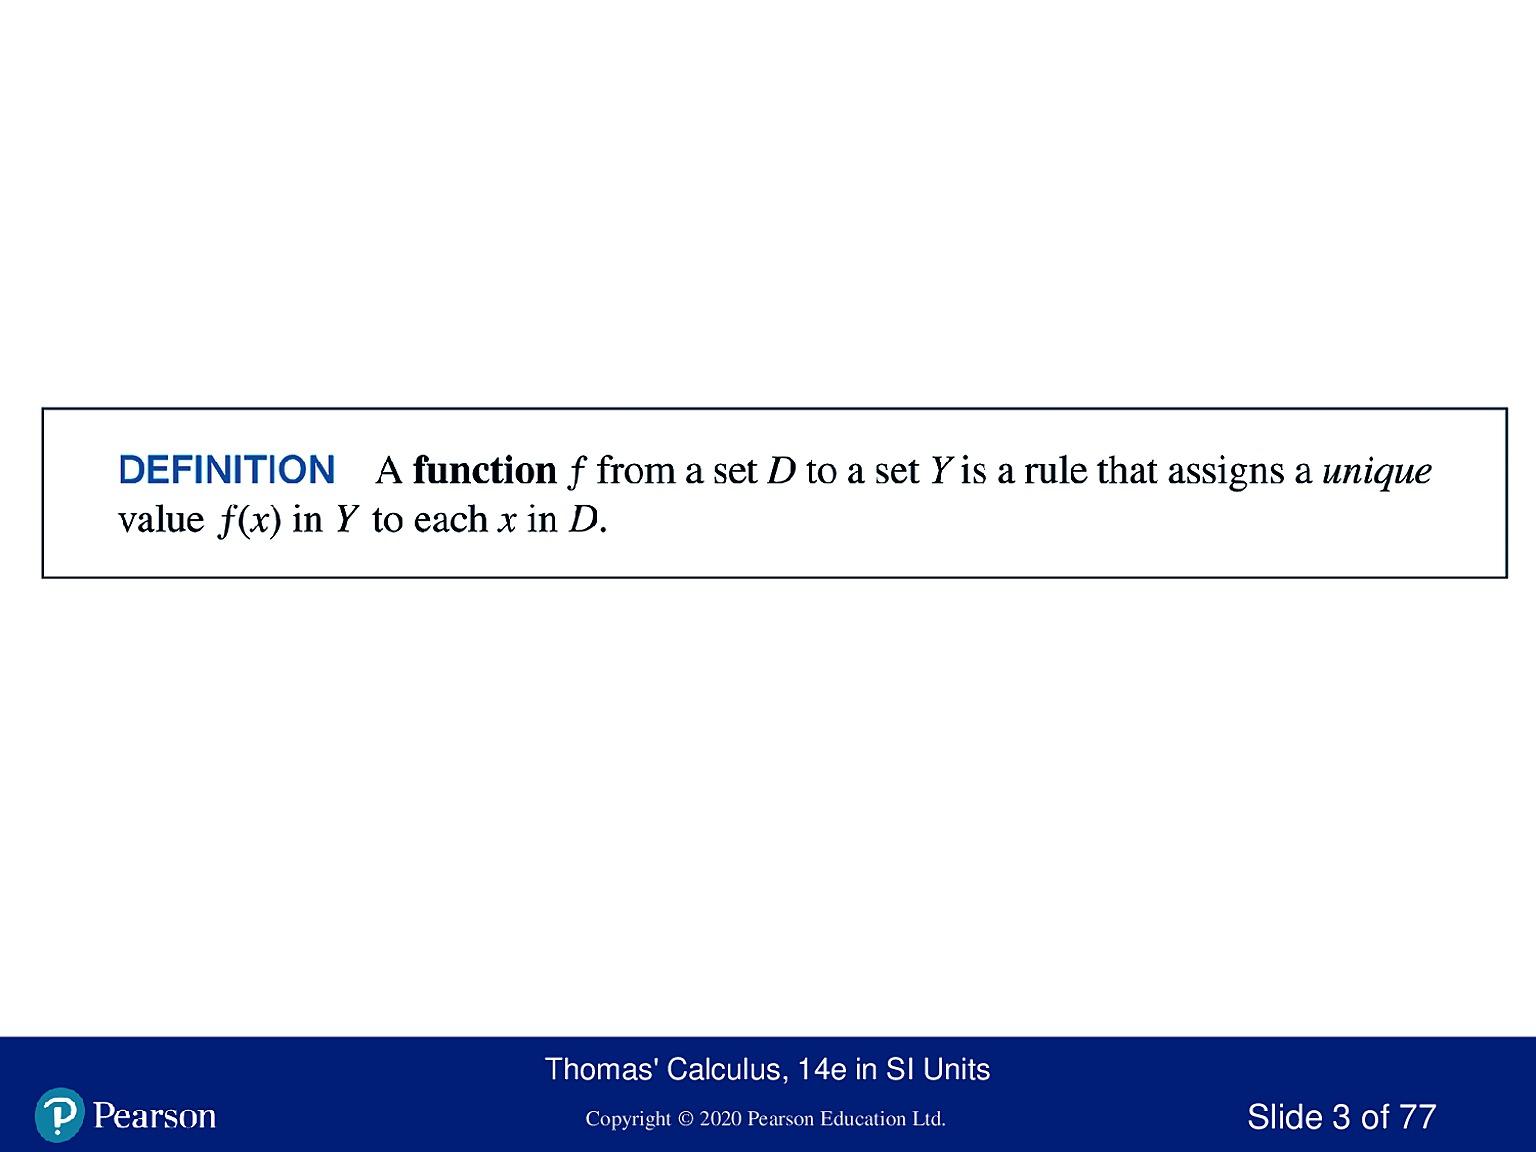 DEFINITION A function f from a set D to a set Y is a rule that assigns a unique
value f(x) in Y to each x in D.
Thomas' Calculus, 14e in SI Units
Pearson
Copyright © 2020 Pearson Education Ltd.
Slide 3 of 77